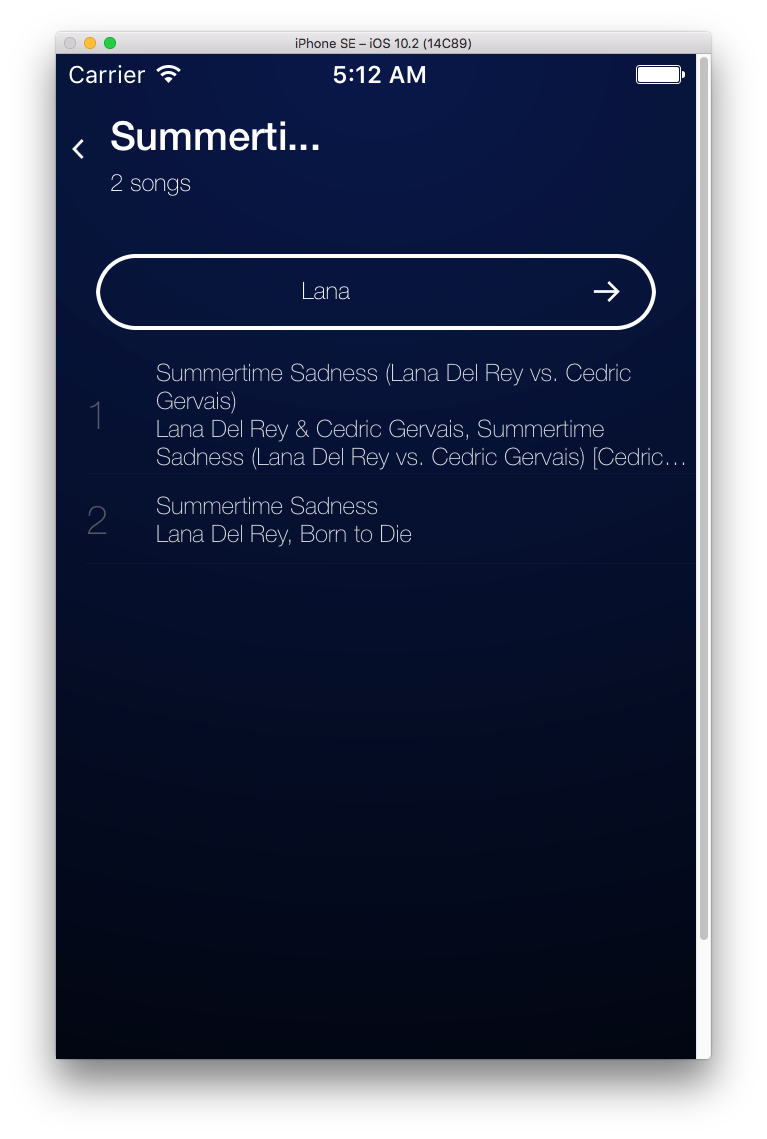 iPhone SE – iOS 10.2 (14C89)
Carrier 5:12 AM
Summerti...
2 songs
Lana
1
Summertime Sadness (Lana Del Rey vs. Cedric
Gervais)
Lana Del Rey & Cedric Gervais, Summertime
Sadness (Lana Del Rey vs. Cedric Gervais) [Cedric…
2
Summertime Sadness
Lana Del Rey, Born to Die